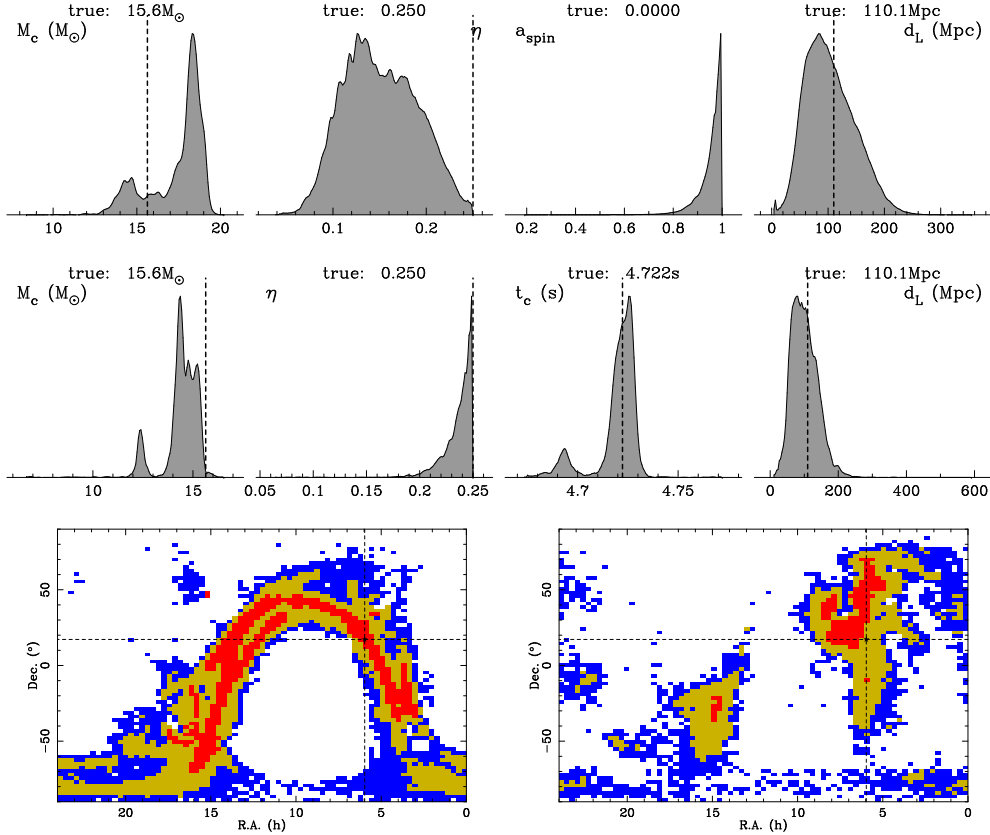 true: 15.6M⊙ true: 0.250 true: 0.0000 true: 110.1Mpc
M_c (M⊙) η a_spin d_L (Mpc)
10 15 20 0.1 0.2 0.2 0.4 0.6 0.8 1 0 100 200 300
true: 15.6M⊙ true: 0.250 true: 4.722s true: 110.1Mpc
M_c (M⊙) η t_c (s) d_L (Mpc)
10 15 0.05 0.1 0.15 0.2 0.25 4.7 4.75 0 200 400 600
Dec. (°) 50 0 −50 Dec. (°) 50 0 −50
20 15 10 5 0 20 15 10 5 0
R.A. (h) R.A. (h)